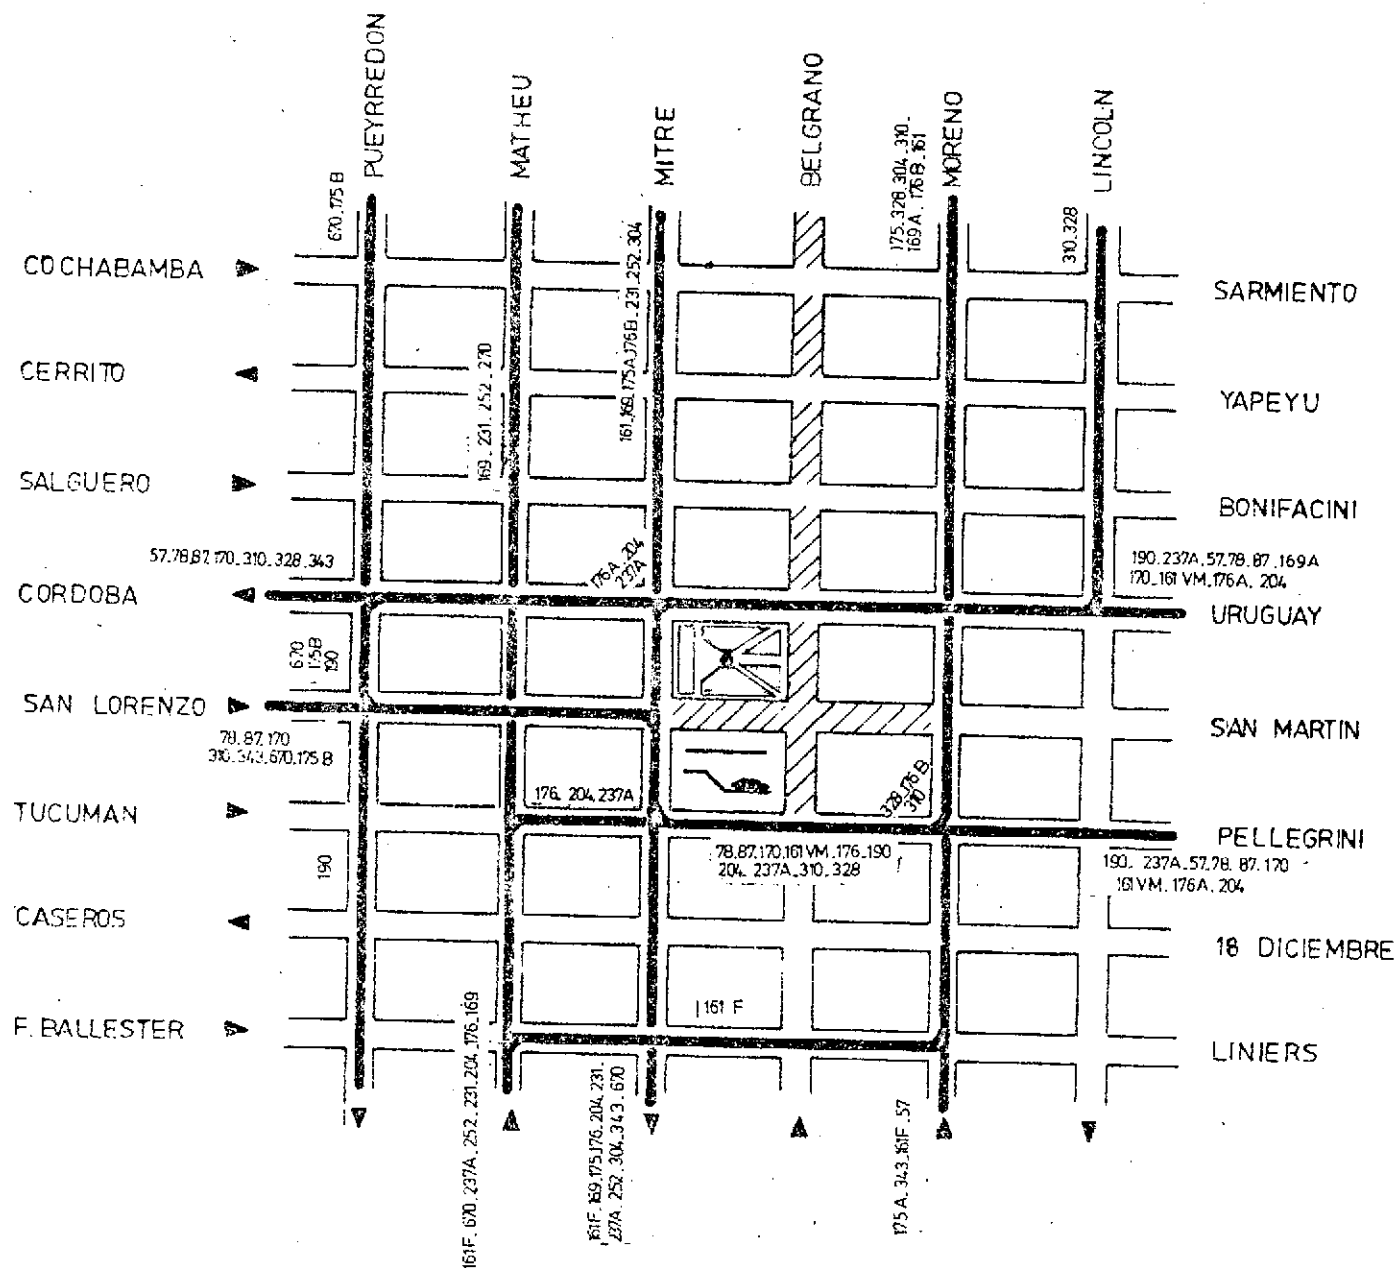 PUEYRREDON
MATHEU
MITRE
BELGRANO
MORENO
LINCOLN
670.175 B
175.328.304.310.
169 A. 176 B.161
310.328
COCHABAMBA
SARMIENTO
161.169.175A.176B.231.252.304
CERRITO
169.231.252.270
YAPEYU
SALGUERO
BONIFACINI
57.78.87.170.310.328.343
176A.204
237A
190.237A.57.78.87.169A
170.161 VM.176A.204
CORDOBA
URUGUAY
670
175B
190
SAN LORENZO
SAN MARTIN
78.87.170
310.343.670.175 B
176.204.237A
328.176 B
310
TUCUMAN
PELLEGRINI
190
78.87.170.161 VM.176.190
204.237A.310.328
190.237A.57.78.87.170
161 VM.176A.204
CASEROS
18 DICIEMBRE
161 F
F. BALLESTER
LINIERS
161F.670.237A.252.231.204.176.169
161F.169.175.176.204.231.
237A.252.304.343.670
175 A.343.161F.57